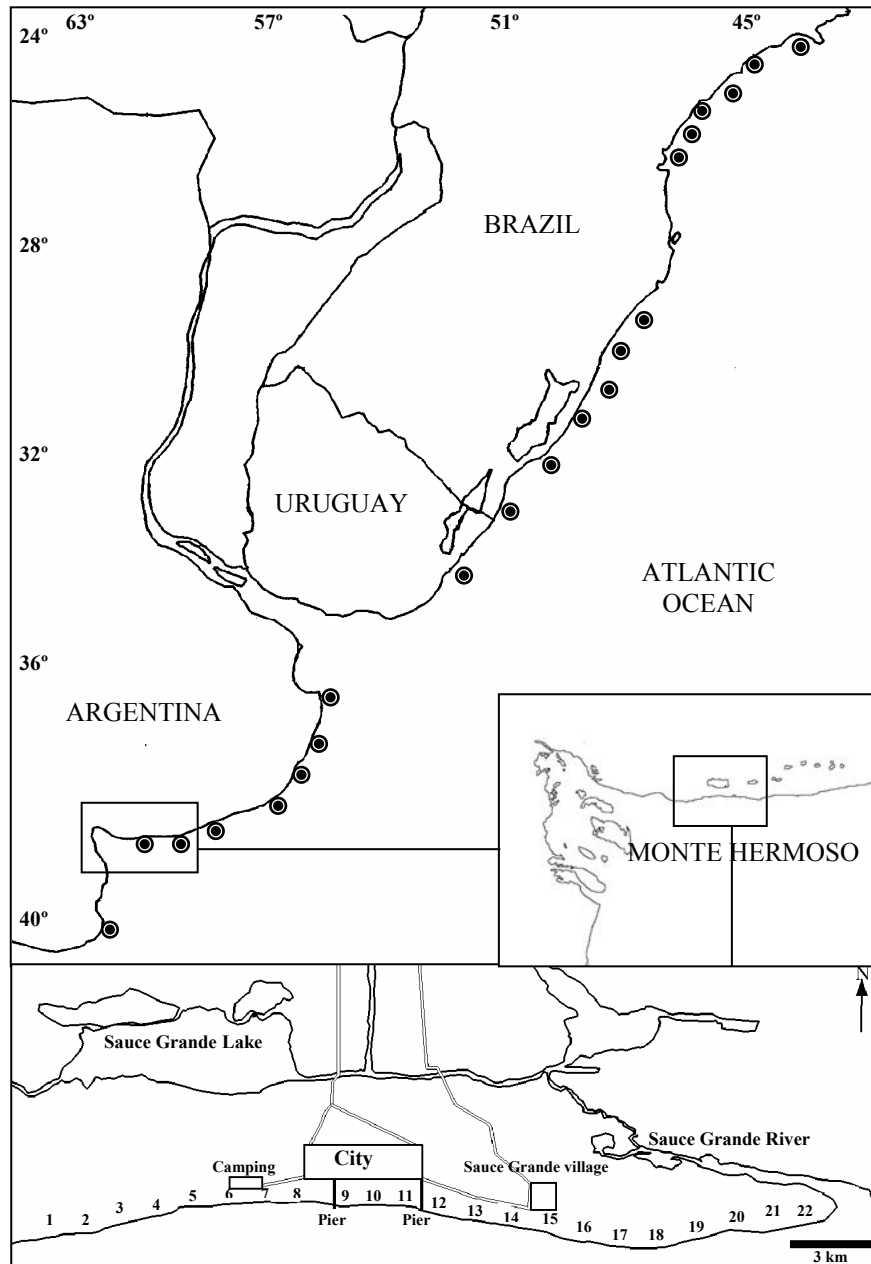 63º 57º 51º 45º
24º
28º
BRAZIL
32º
URUGUAY
ATLANTIC
OCEAN
36º
ARGENTINA
MONTE HERMOSO
40º
N
Sauce Grande Lake
Sauce Grande River
Camping
City
Sauce Grande village
1 2 3 4 5 6 7 8 9 10 11 12 13 14 15 16 17 18 19 20 21 22
Pier Pier
3 km